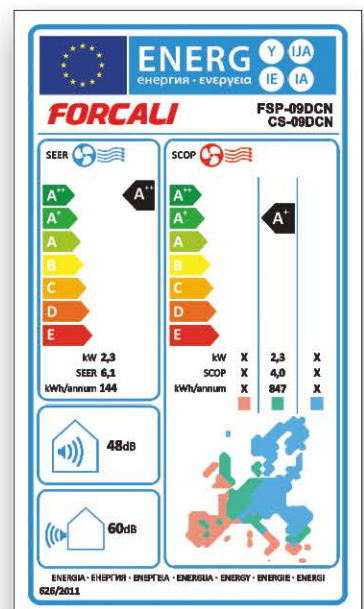 ENERG Y IJA
енергия · ενεργεια IE IA
FORCALI FSP-09DCN
CS-09DCN
SEER
SCOP
A++
A+
A
B
C
D
E
A++
A++
A+
A
B
C
D
E
A+
kW 2,3
SEER 6,1
kWh/annum 144
kW X 2,3 X
SCOP X 4,0 X
kWh/annum X 847 X
48dB
60dB
ENERGIA · ЕНЕРГИЯ · ΕΝΕΡΓΕΙΑ · ENERGIJA · ENERGY · ENERGIE · ENERGI
626/2011